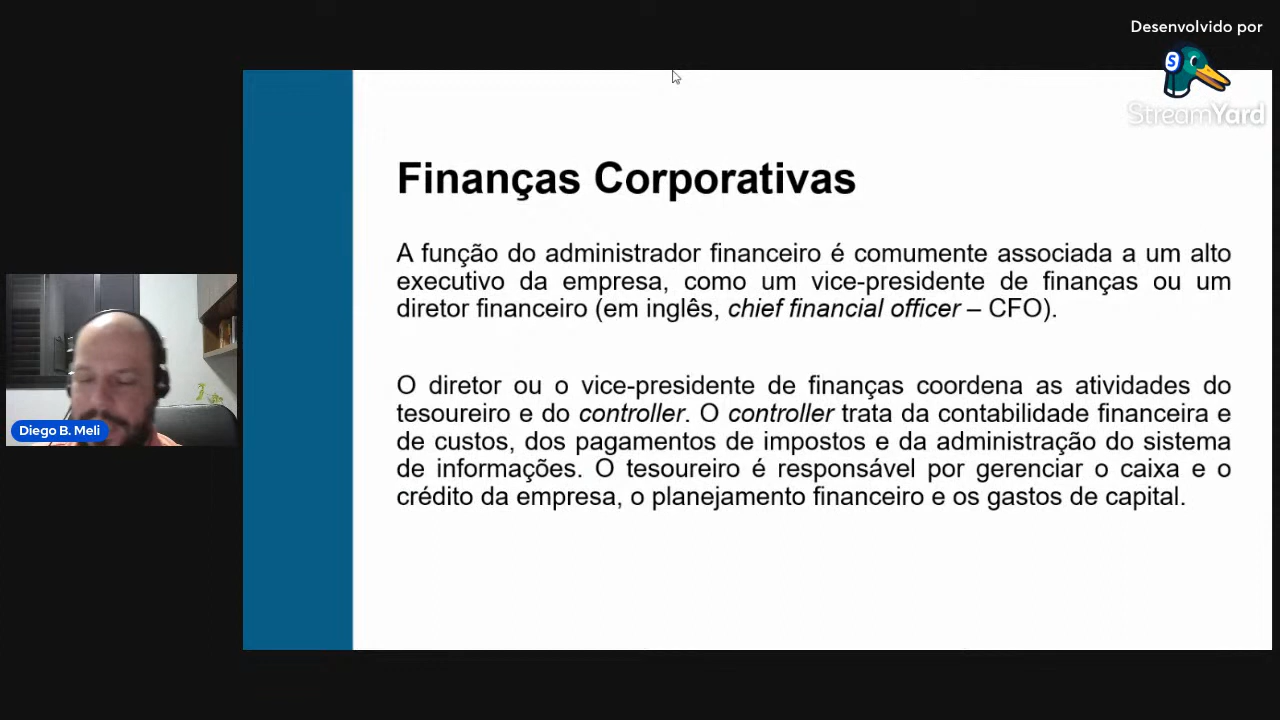 Desenvolvido por
S
StreamYard
Finanças Corporativas
A função do administrador financeiro é comumente associada a um alto
executivo da empresa, como um vice-presidente de finanças ou um
diretor financeiro (em inglês, chief financial officer – CFO).
O diretor ou o vice-presidente de finanças coordena as atividades do
tesoureiro e do controller. O controller trata da contabilidade financeira e
de custos, dos pagamentos de impostos e da administração do sistema
de informações. O tesoureiro é responsável por gerenciar o caixa e o
crédito da empresa, o planejamento financeiro e os gastos de capital.
Diego B. Meli